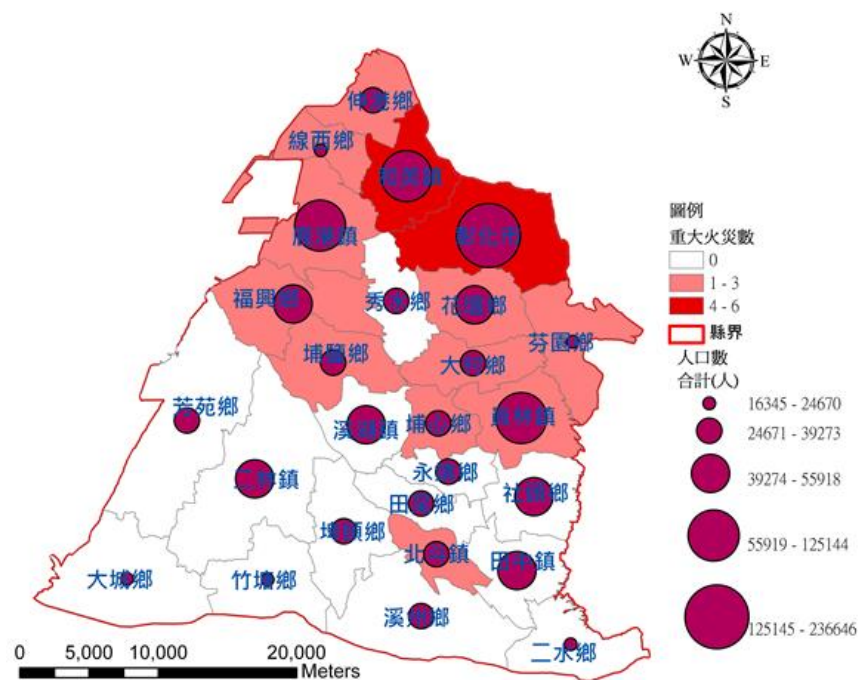 N
W E
S
伸港鄉
線西鄉
和美鎮
鹿港鎮
彰化市
福興鄉
秀水鄉
花壇鄉
芬園鄉
埔鹽鄉
大村鄉
芳苑鄉
溪湖鎮
埔心鄉
員林鎮
二林鎮
永靖鄉
田尾鄉
社頭鄉
埤頭鄉
北斗鎮
田中鎮
大城鄉
竹塘鄉
溪州鄉
二水鄉
圖例
重大火災數
0
1 - 3
4 - 6
縣界
人口數
合計(人)
16345 - 24670
24671 - 39273
39274 - 55918
55919 - 125144
125145 - 236646
0 5,000 10,000 20,000
Meters